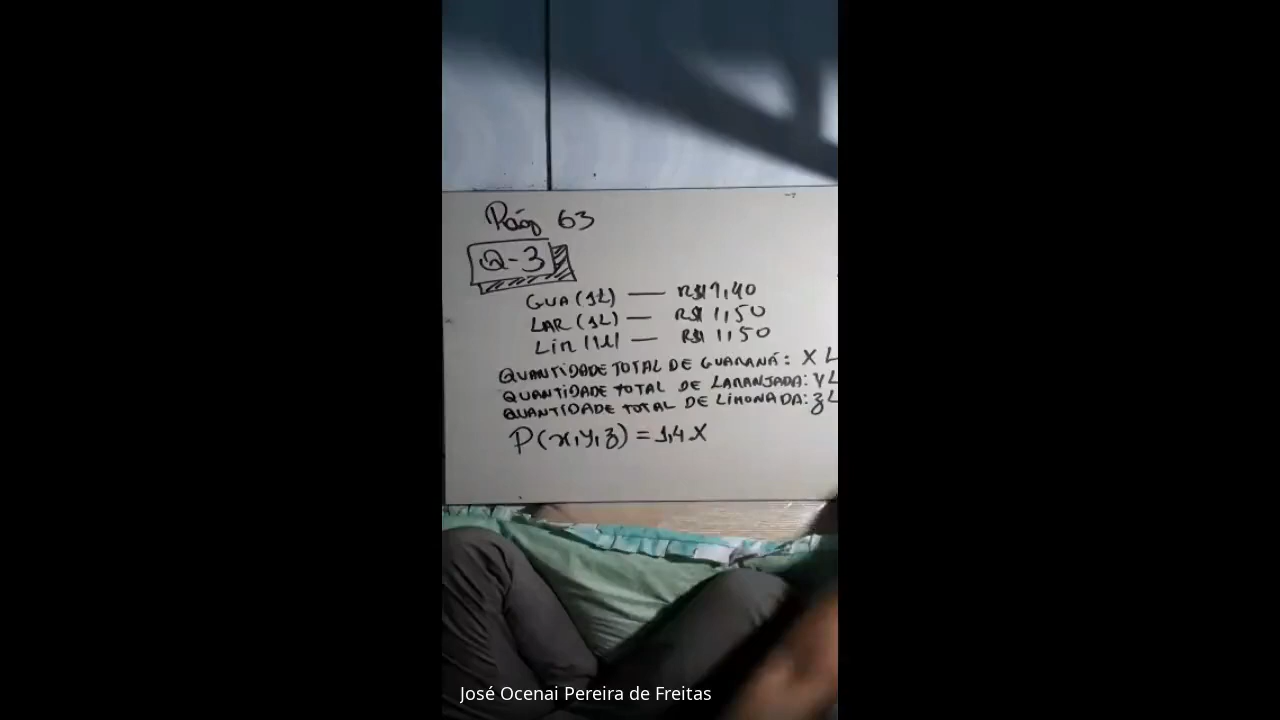 Pág 63
Q-3
GUA (1L) — R$ 1,40
LAR (1L) — R$ 1,50
LIM (1L) — R$ 1,50
QUANTIDADE TOTAL DE GUARANÁ: X L
QUANTIDADE TOTAL DE LARANJADA: Y L
QUANTIDADE TOTAL DE LIMONADA: z L
P(x,y,z) = 1,4 X
José Ocenai Pereira de Freitas